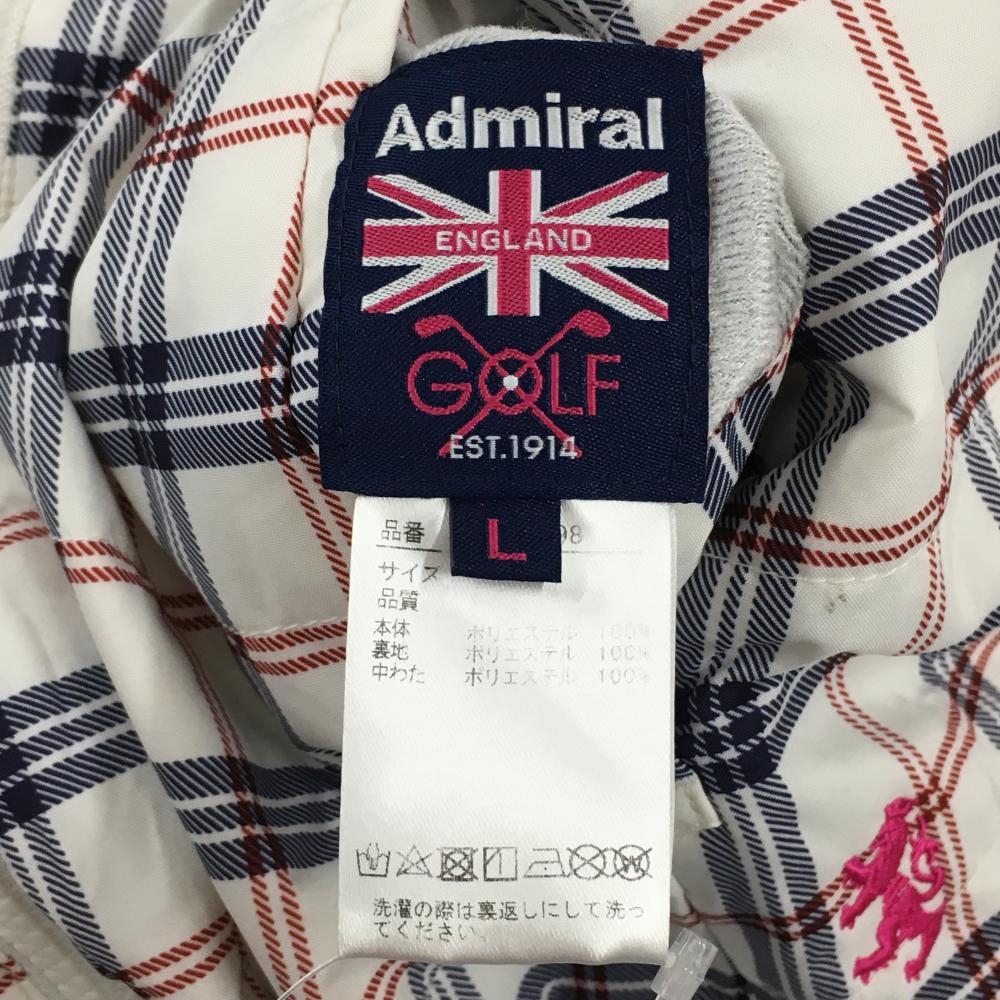 Admiral
ENGLAND
GOLF
EST.1914
L
品番 98
サイズ
品質
本体 ポリエステル 100%
裏地 ポリエステル 100%
中わた ポリエステル 100%
洗濯の際は裏返しにして洗っ
てください。